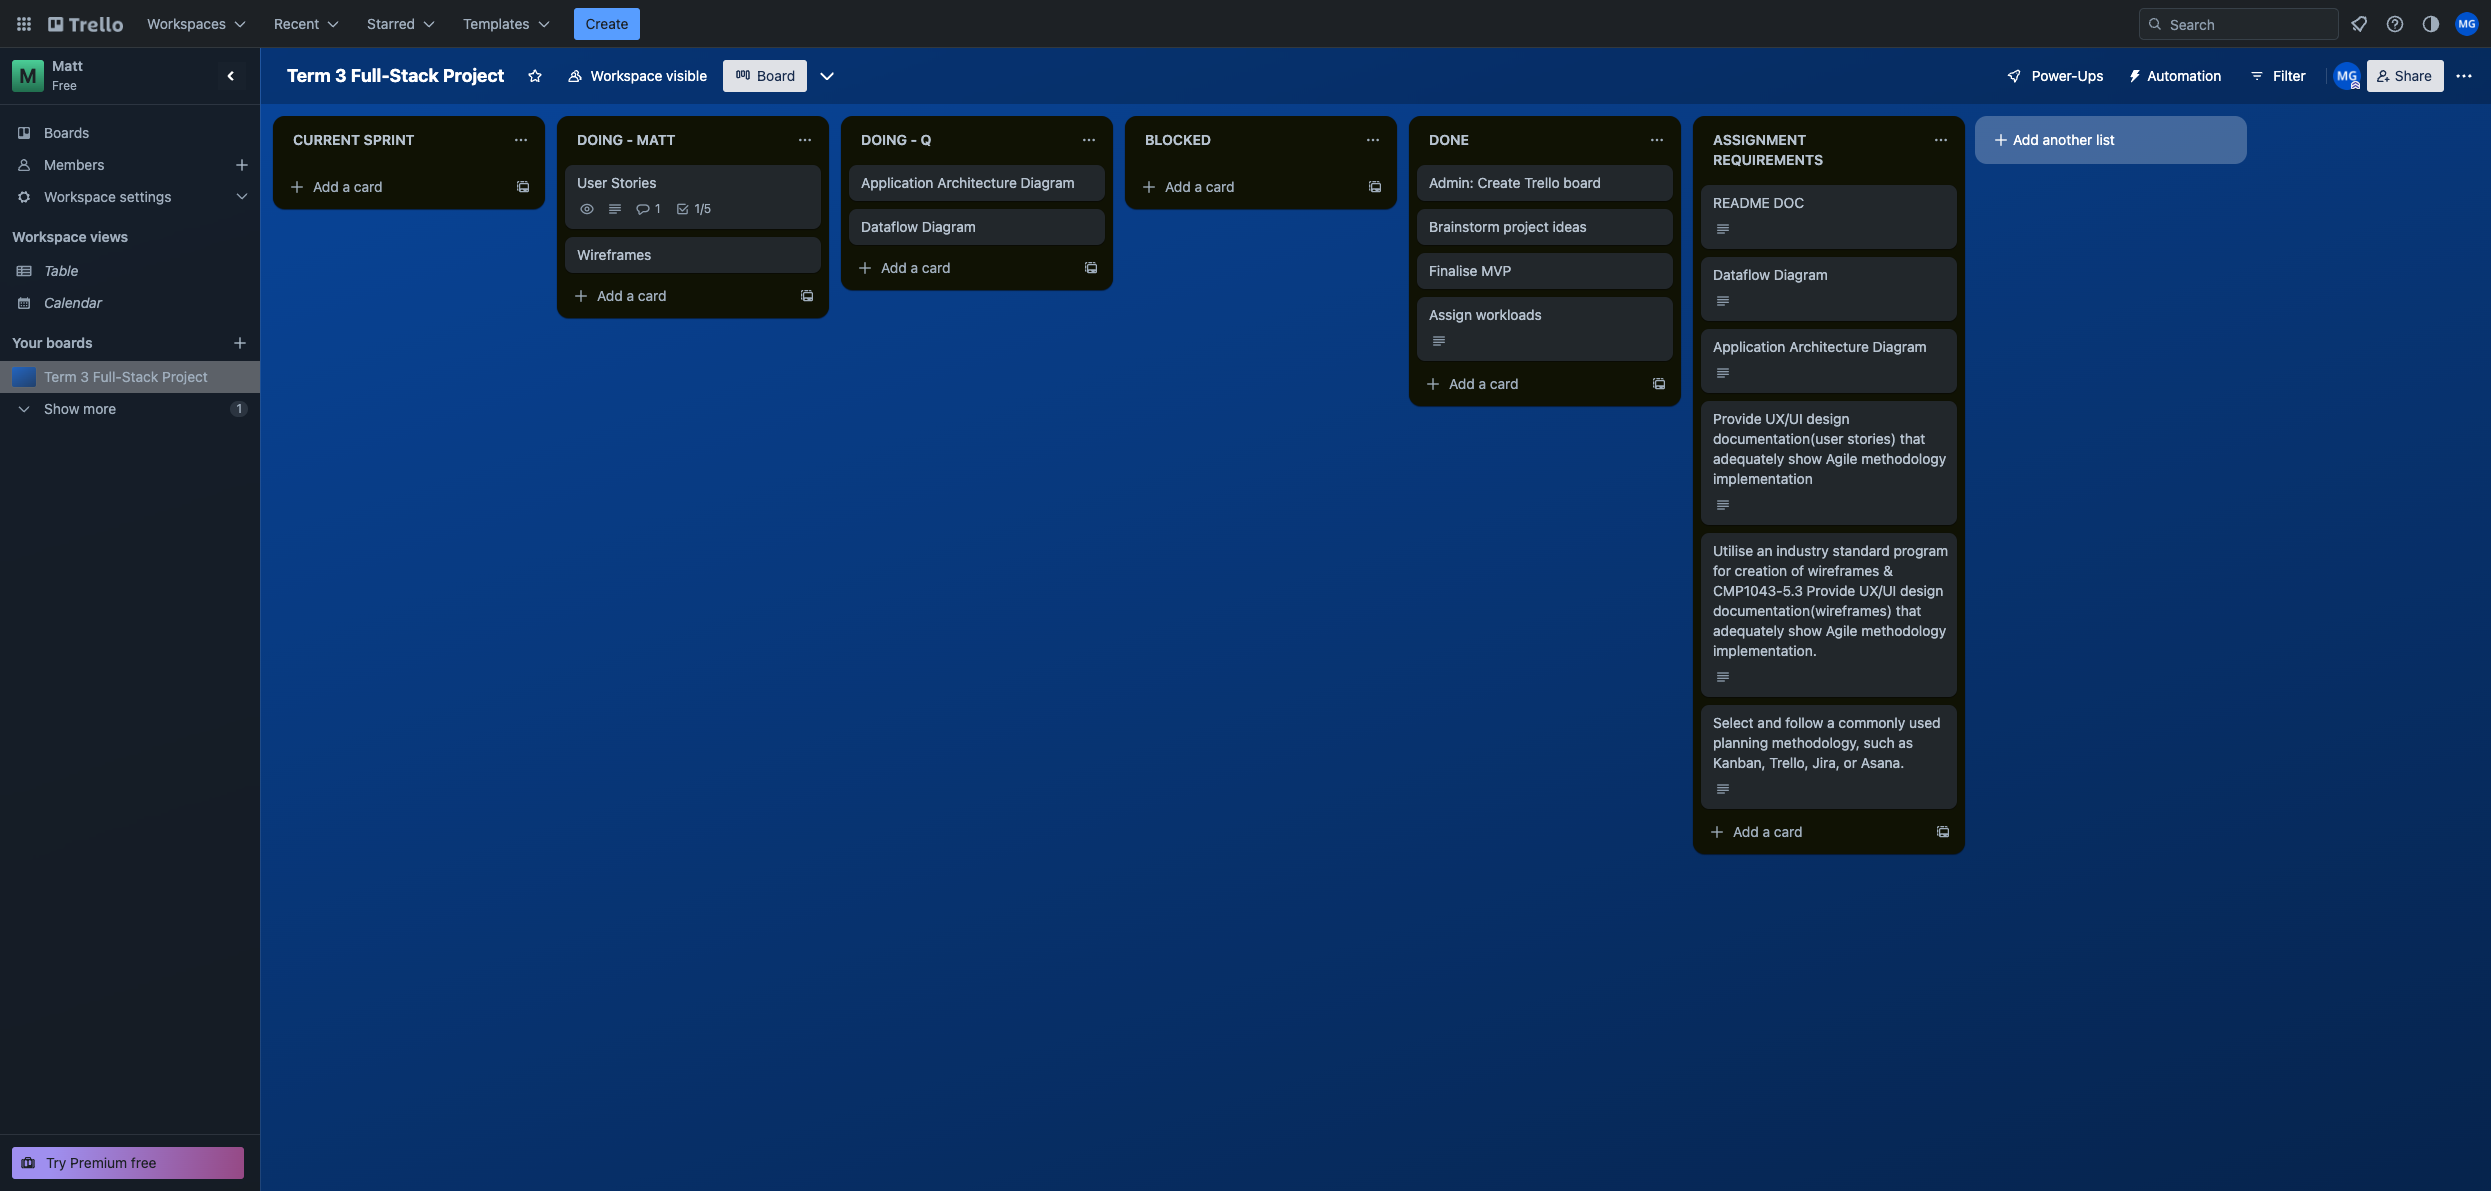 Trello
Workspaces
Recent
Starred
Templates
Create
Search
MG
M
Matt
Free
Term 3 Full-Stack Project
Workspace visible
Board
Power-Ups
Automation
Filter
MG
Share
Boards
Members
Workspace settings
Workspace views
Table
Calendar
Your boards
Term 3 Full-Stack Project
Show more
1
Try Premium free
CURRENT SPRINT
Add a card
DOING - MATT
User Stories
1
1/5
Wireframes
Add a card
DOING - Q
Application Architecture Diagram
Dataflow Diagram
Add a card
BLOCKED
Add a card
DONE
Admin: Create Trello board
Brainstorm project ideas
Finalise MVP
Assign workloads
Add a card
ASSIGNMENT
REQUIREMENTS
README DOC
Dataflow Diagram
Application Architecture Diagram
Provide UX/UI design
documentation(user stories) that
adequately show Agile methodology
implementation
Utilise an industry standard program
for creation of wireframes &
CMP1043-5.3 Provide UX/UI design
documentation(wireframes) that
adequately show Agile methodology
implementation.
Select and follow a commonly used
planning methodology, such as
Kanban, Trello, Jira, or Asana.
Add a card
Add another list